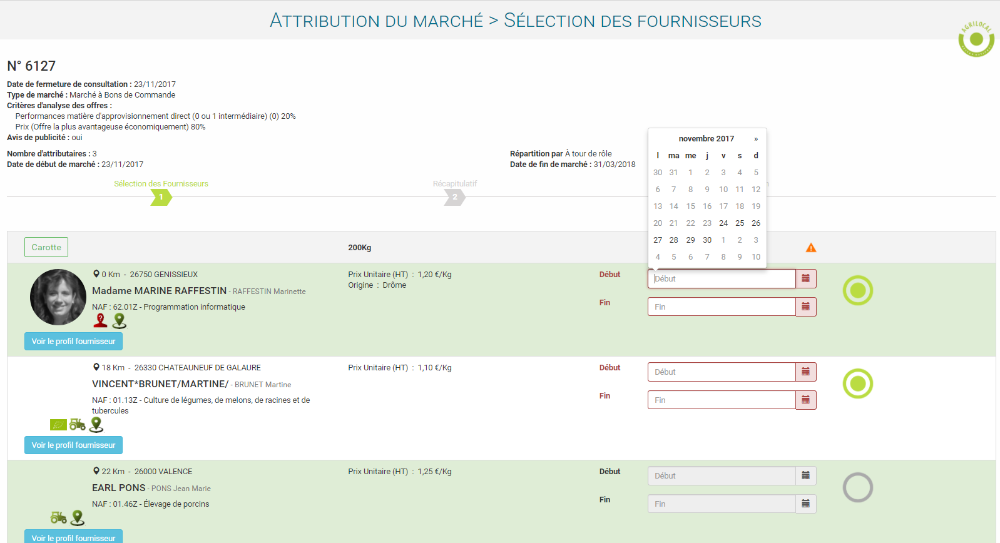 ATTRIBUTION DU MARCHÉ > SÉLECTION DES FOURNISSEURS
AGRILOCAL
N° 6127
Date de fermeture de consultation : 23/11/2017
Type de marché : Marché à Bons de Commande
Critères d'analyse des offres :
Performances matière d'approvisionnement direct (0 ou 1 intermédiaire) (0) 20%
Prix (Offre la plus avantageuse économiquement) 80%
Avis de publicité : oui
Nombre d'attributaires : 3
Répartition par À tour de rôle
Date de début de marché : 23/11/2017
Date de fin de marché : 31/03/2018
novembre 2017 »
l ma me j v s d
30 31 1 2 3 4 5
6 7 8 9 10 11 12
13 14 15 16 17 18 19
20 21 22 23 24 25 26
27 28 29 30 1 2 3
4 5 6 7 8 9 10
Sélection des Fournisseurs
1
Récapitulatif
2
Carotte
200Kg
0 Km - 26750 GENISSIEUX
Madame MARINE RAFFESTIN - RAFFESTIN Marinette
NAF : 62.01Z - Programmation informatique
Voir le profil fournisseur
Prix Unitaire (HT) : 1,20 €/Kg
Origine : Drôme
Début
Début
Fin
Fin
18 Km - 26330 CHATEAUNEUF DE GALAURE
VINCENT*BRUNET/MARTINE/ - BRUNET Martine
NAF : 01.13Z - Culture de légumes, de melons, de racines et de
tubercules
Voir le profil fournisseur
Prix Unitaire (HT) : 1,10 €/Kg
Début
Début
Fin
Fin
22 Km - 26000 VALENCE
EARL PONS - PONS Jean Marie
NAF : 01.46Z - Élevage de porcins
Voir le profil fournisseur
Prix Unitaire (HT) : 1,25 €/Kg
Début
Début
Fin
Fin